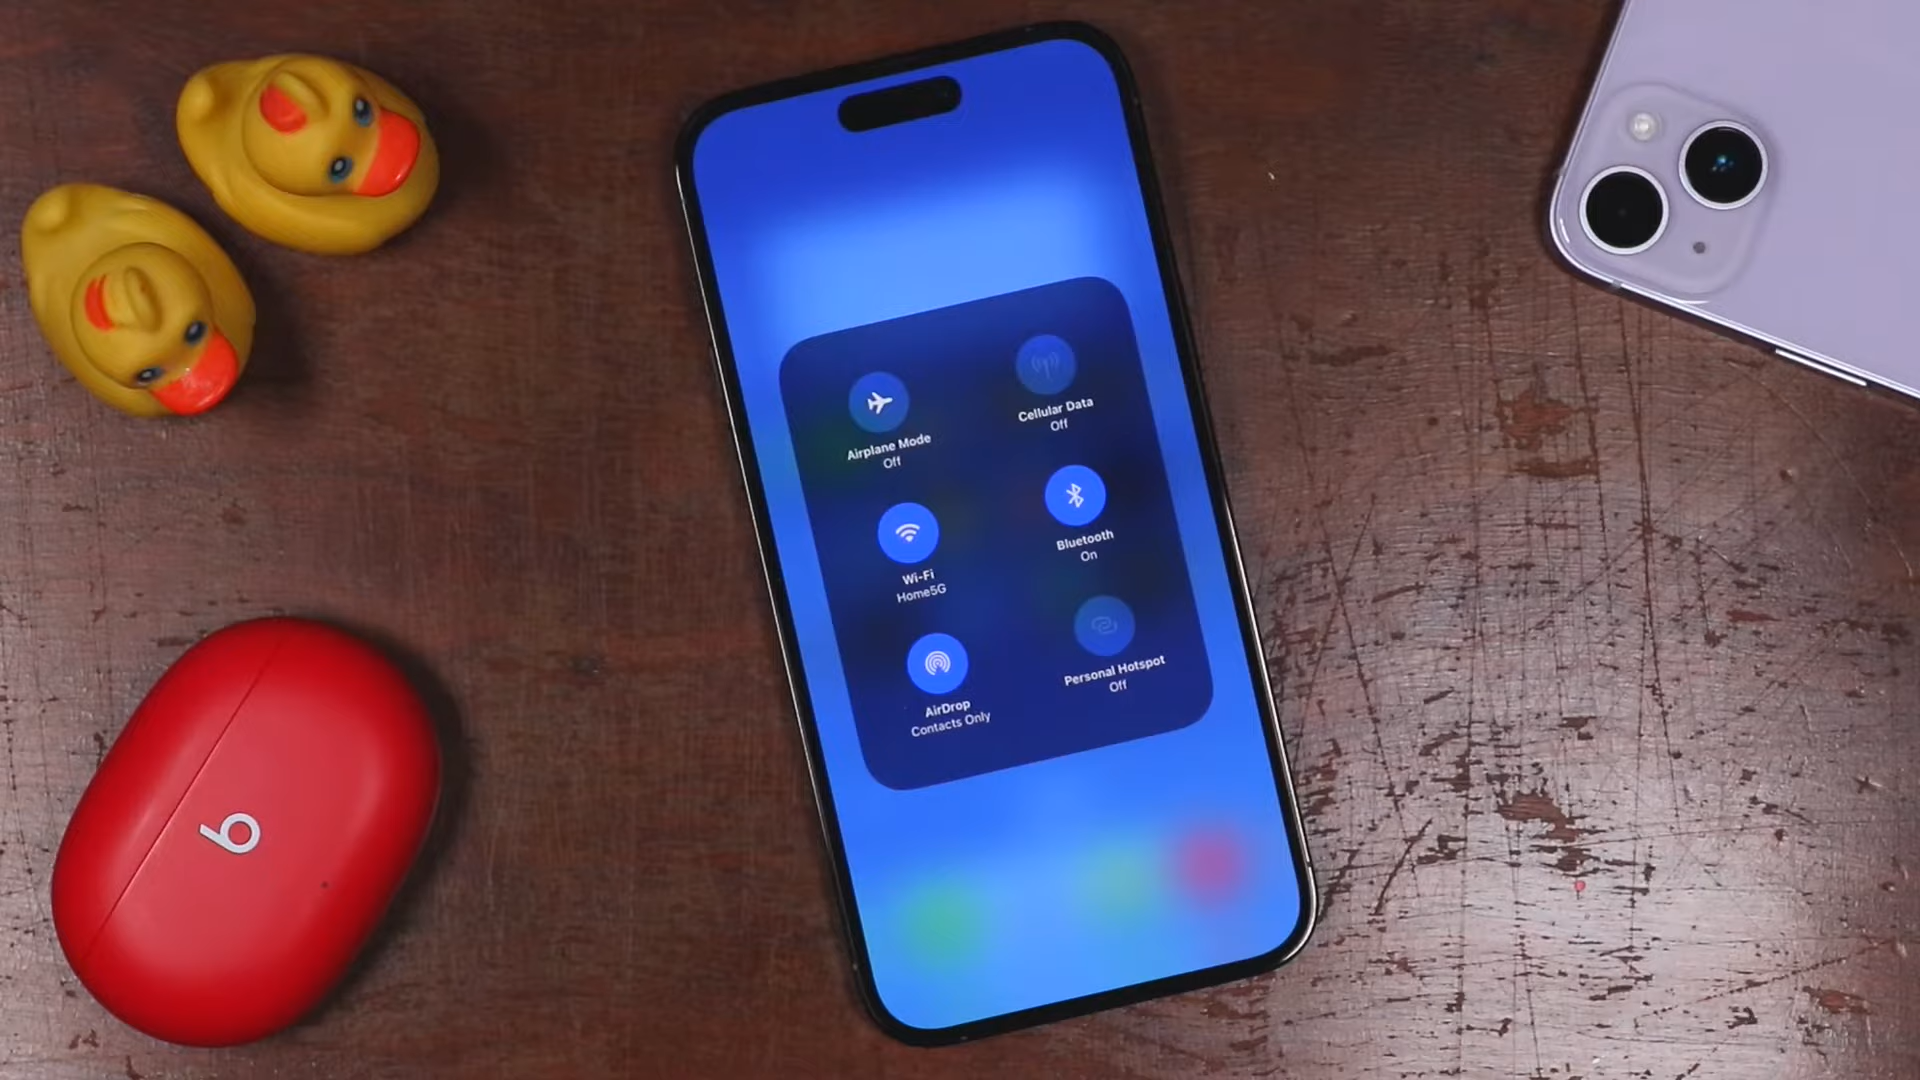 Airplane Mode
Off
Cellular Data
Off
Wi-Fi
Home5G
Bluetooth
On
AirDrop
Contacts Only
Personal Hotspot
Off